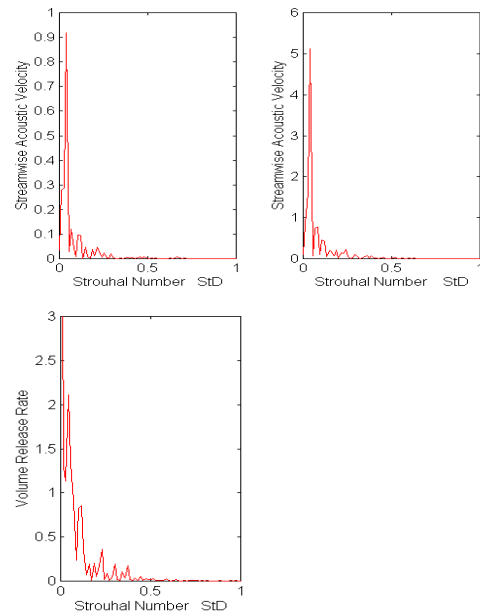 1
0.9
0.8
0.7
0.6
0.5
0.4
0.3
0.2
0.1
0
0 0.5 1
Streamwise Acoustic Velocity
Strouhal Number StD
6
5
4
3
2
1
0
0 0.5 1
Streamwise Acoustic Velocity
Strouhal Number StD
3
2.5
2
1.5
1
0.5
0
0 0.5 1
Volume Release Rate
Strouhal Number StD